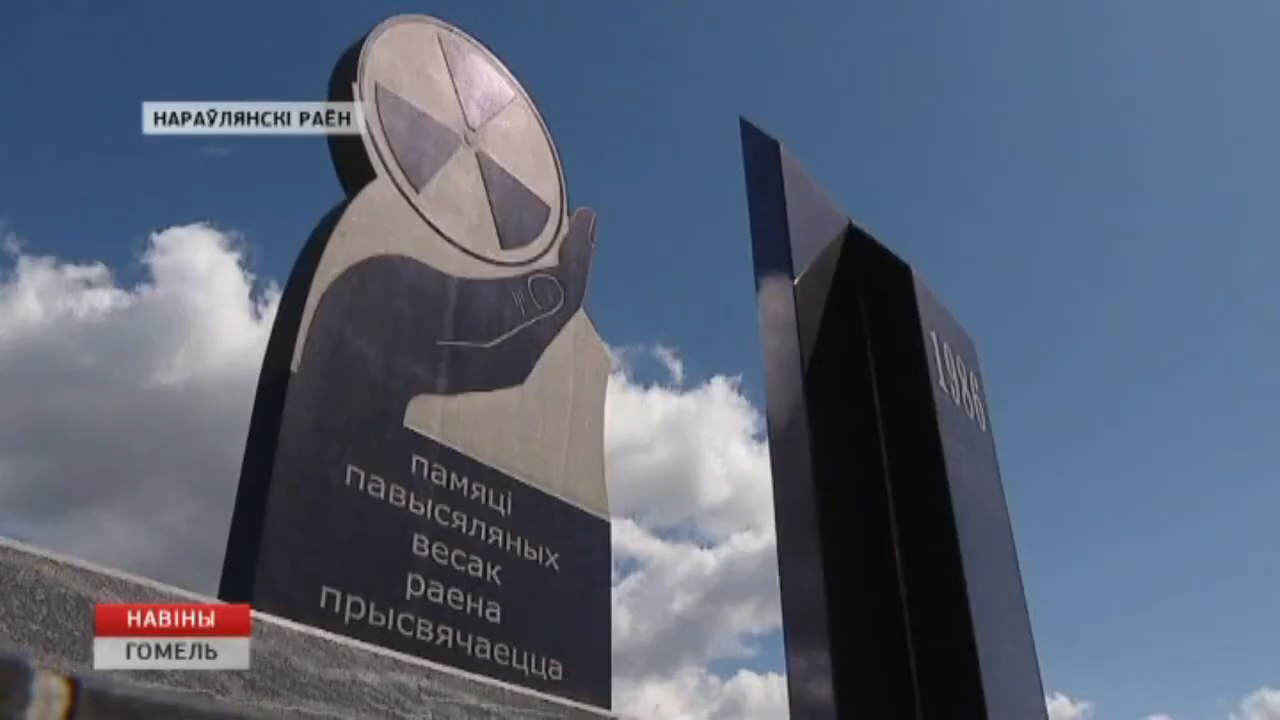 НАРАЎЛЯНСКІ РАЁН
1986
памяці
павысяляных
весак
раена
прысвячаецца
НАВІНЫ
ГОМЕЛЬ